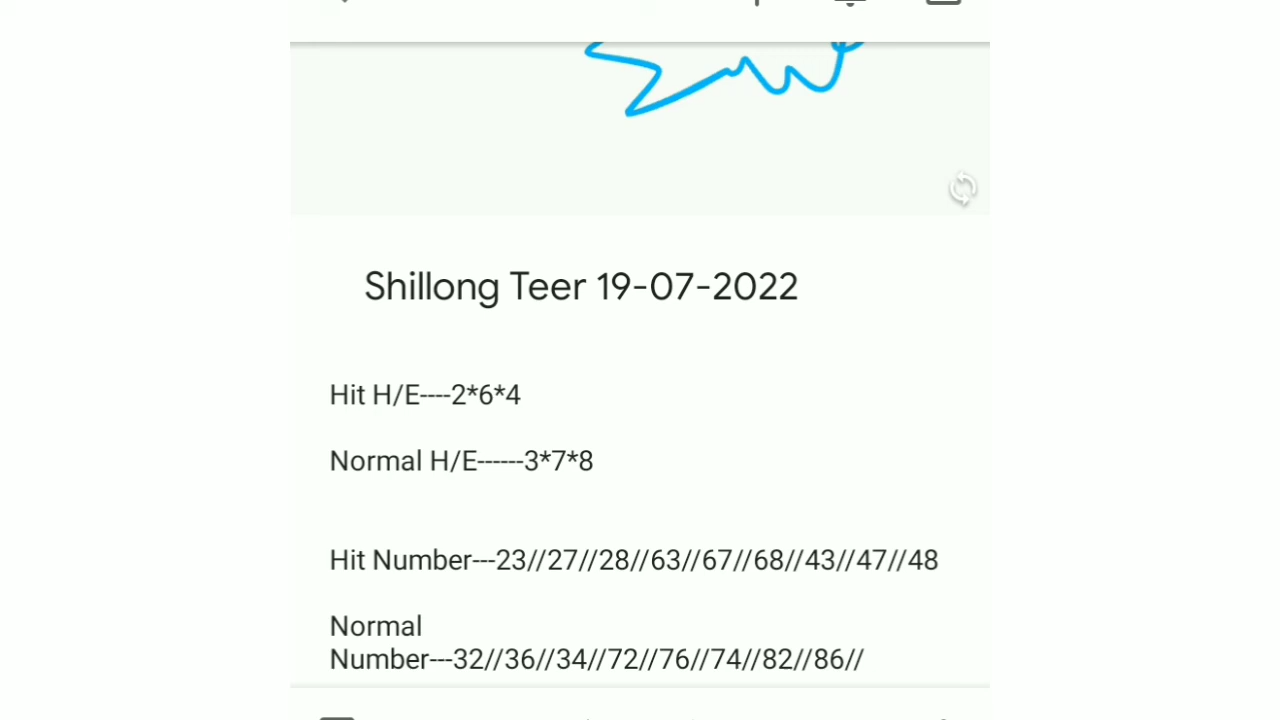 Shillong Teer 19-07-2022
Hit H/E----2*6*4
Normal H/E------3*7*8
Hit Number---23//27//28//63//67//68//43//47//48
Normal
Number---32//36//34//72//76//74//82//86//